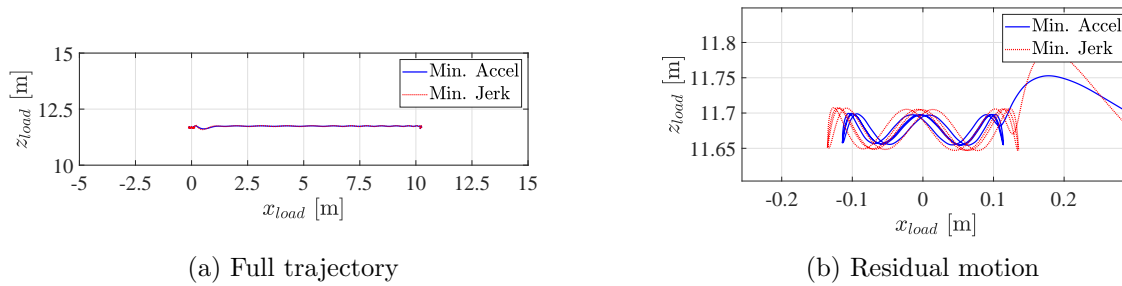 15
12.5
10
z_load [m]
-5
-2.5
0
2.5
5
7.5
10
12.5
15
x_load [m]
Min. Accel
Min. Jerk
(a) Full trajectory
11.8
11.75
11.7
11.65
z_load [m]
-0.2
-0.1
0
0.1
0.2
x_load [m]
Min. Accel
Min. Jerk
(b) Residual motion